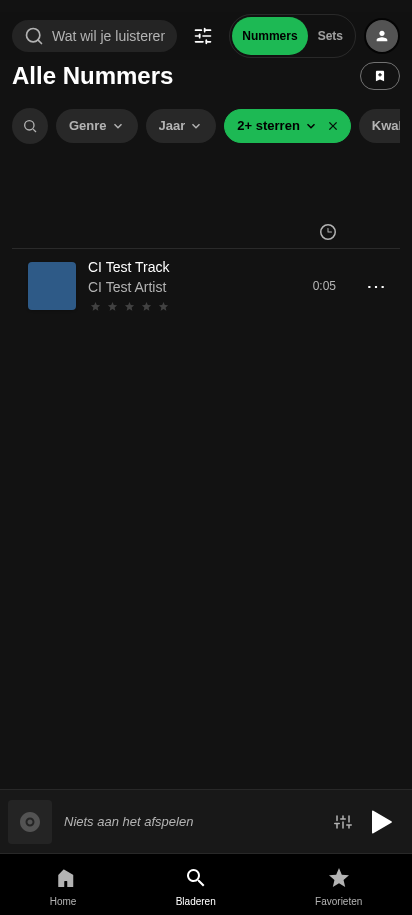 Wat wil je luisteren
Nummers
Sets
Alle Nummers
Genre
Jaar
2+ sterren
Kwal
CI Test Track
CI Test Artist
0:05
Niets aan het afspelen
Home
Bladeren
Favorieten